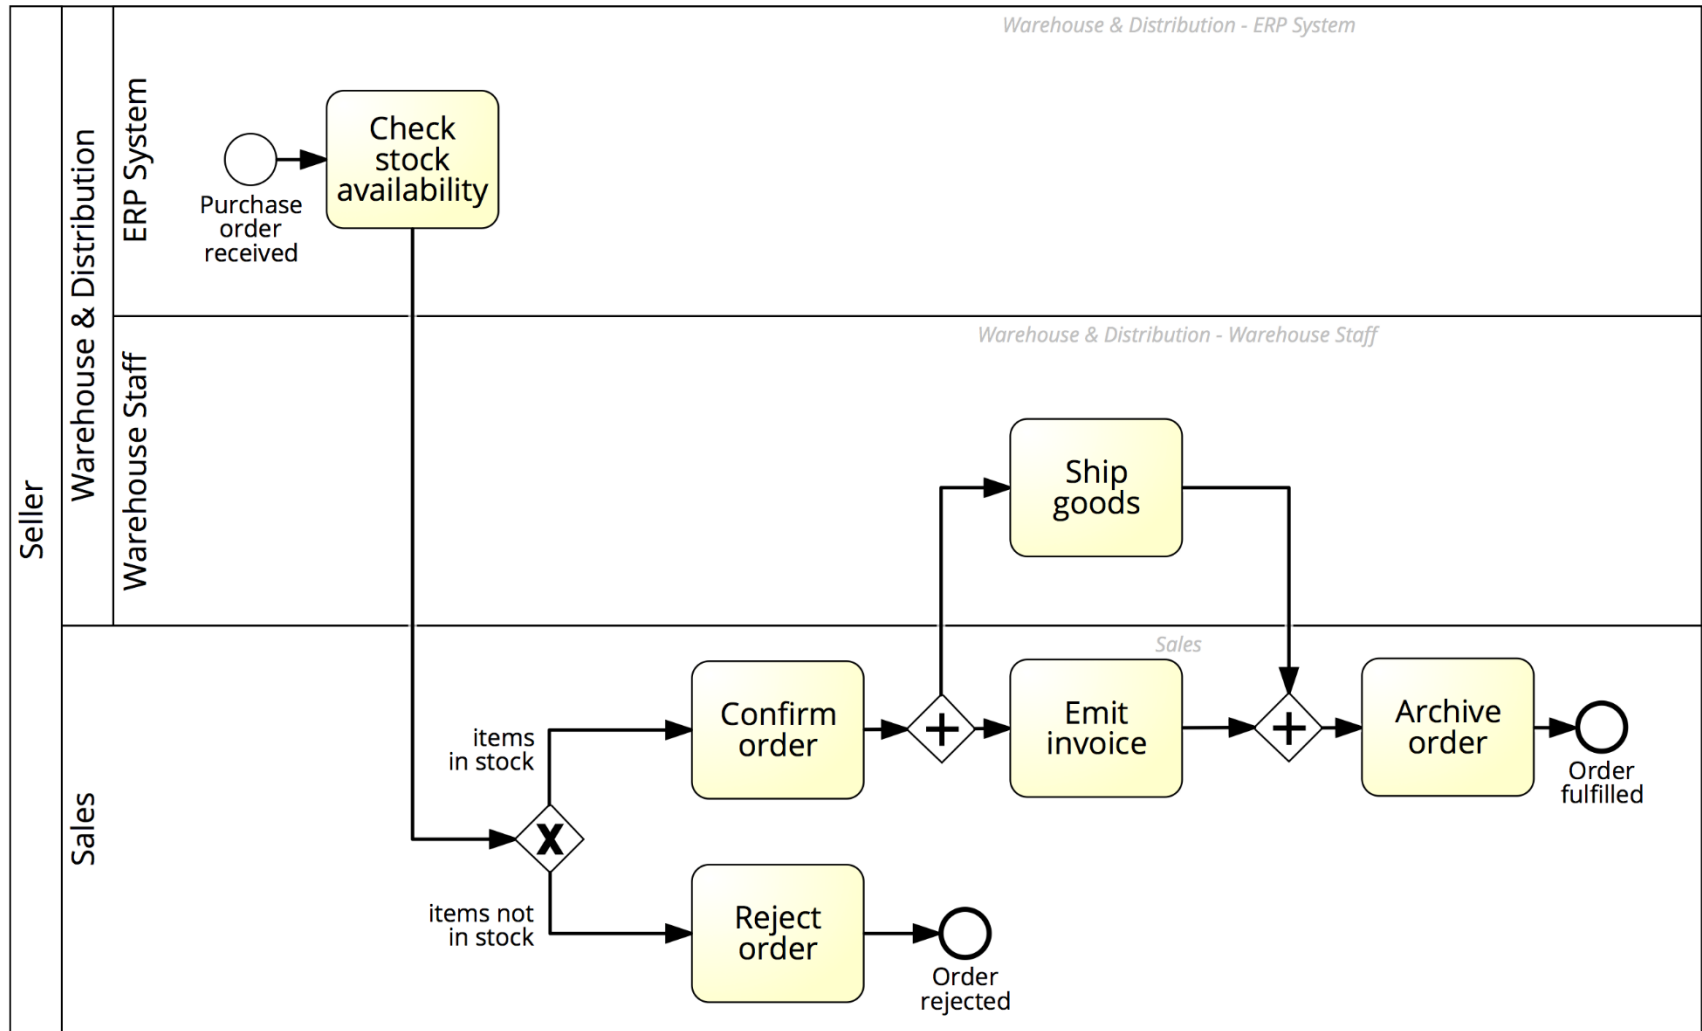 Seller
Warehouse & Distribution
ERP System
Warehouse & Distribution - ERP System
Purchase
order
received
Check
stock
availability
Warehouse Staff
Warehouse & Distribution - Warehouse Staff
Ship
goods
Sales
Sales
items
in stock
items not
in stock
X
Confirm
order
+
Emit
invoice
+
Archive
order
Order
fulfilled
Reject
order
Order
rejected